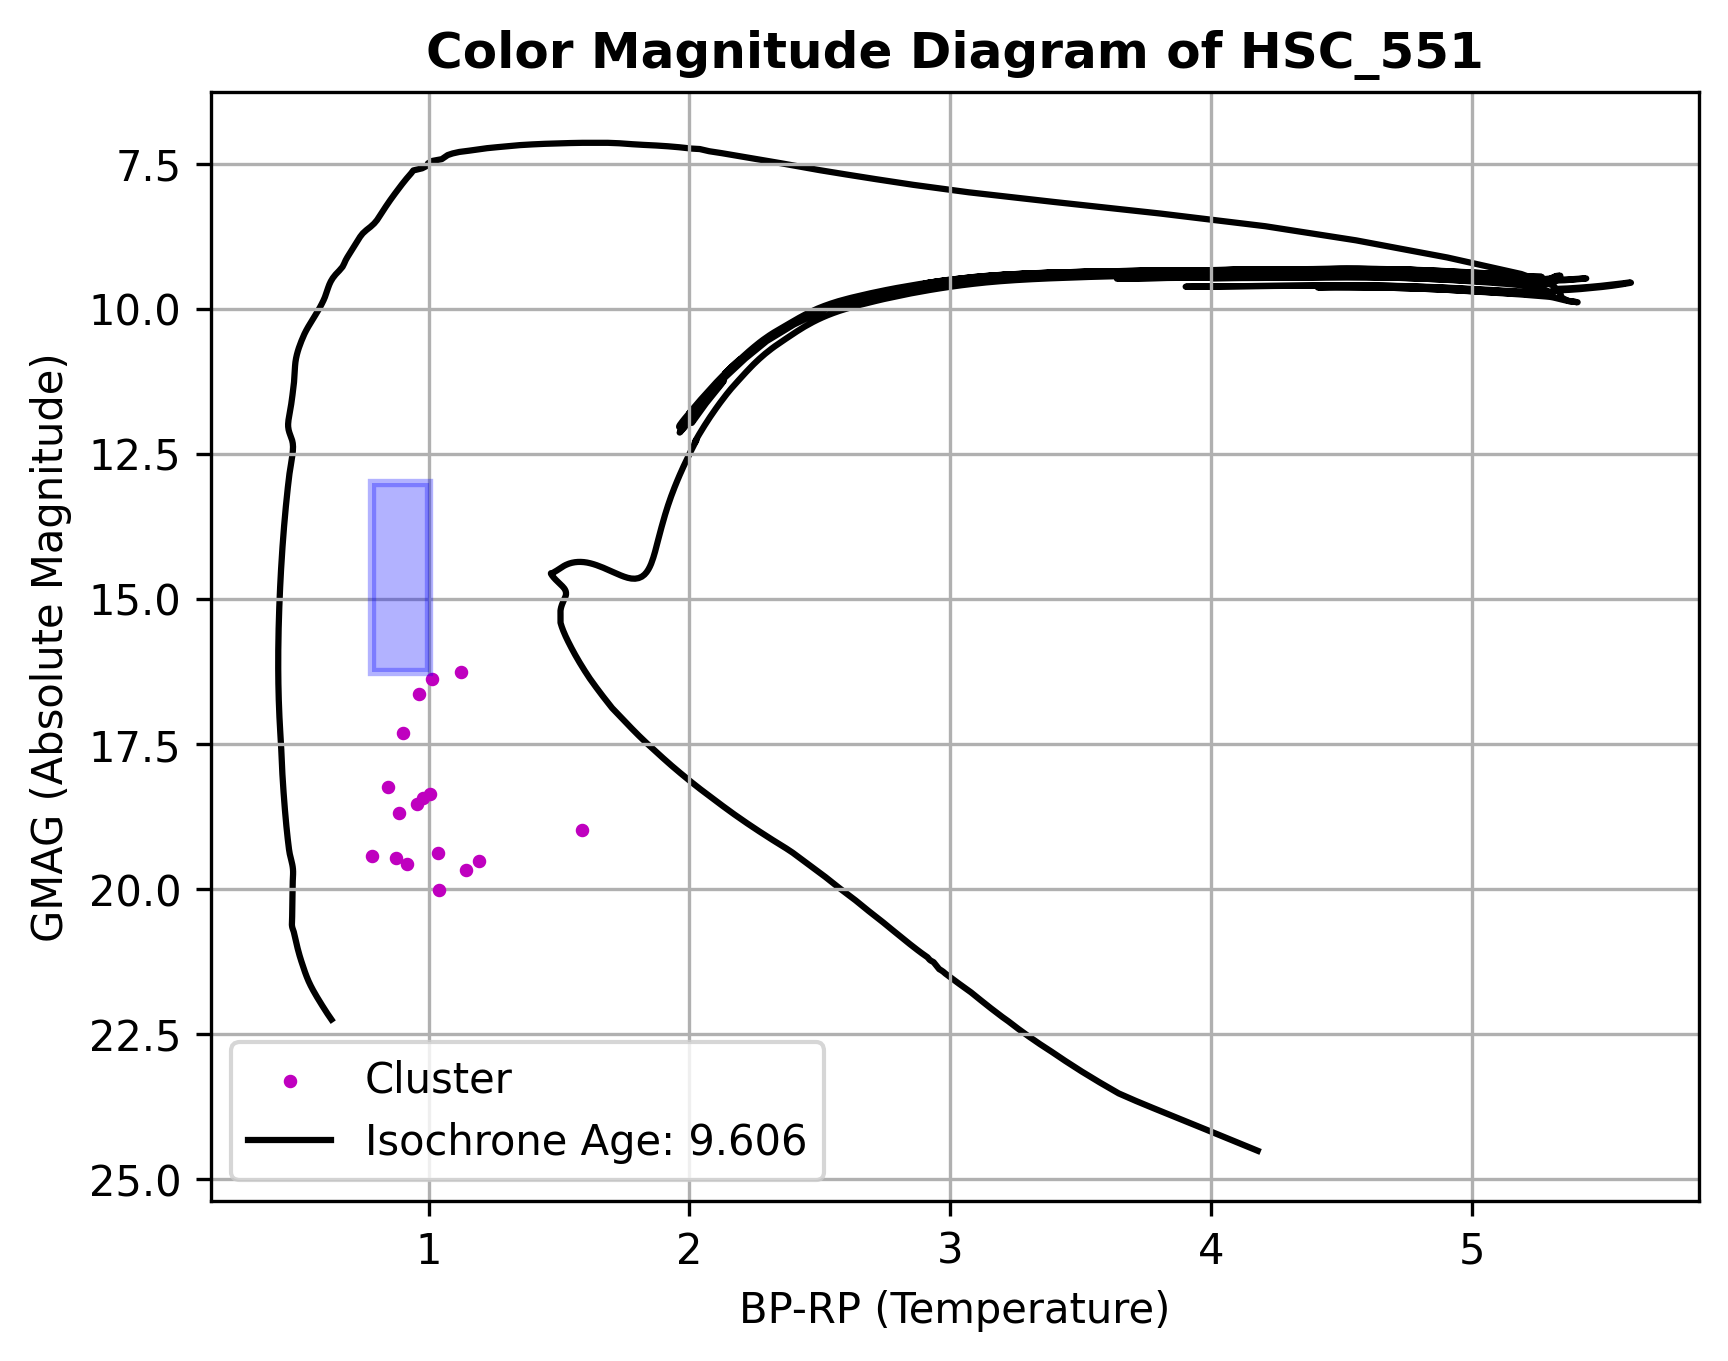 Color Magnitude Diagram of HSC_551
GMAG (Absolute Magnitude)
7.5
10.0
12.5
15.0
17.5
20.0
22.5
25.0
Cluster
Isochrone Age: 9.606
1 2 3 4 5
BP-RP (Temperature)